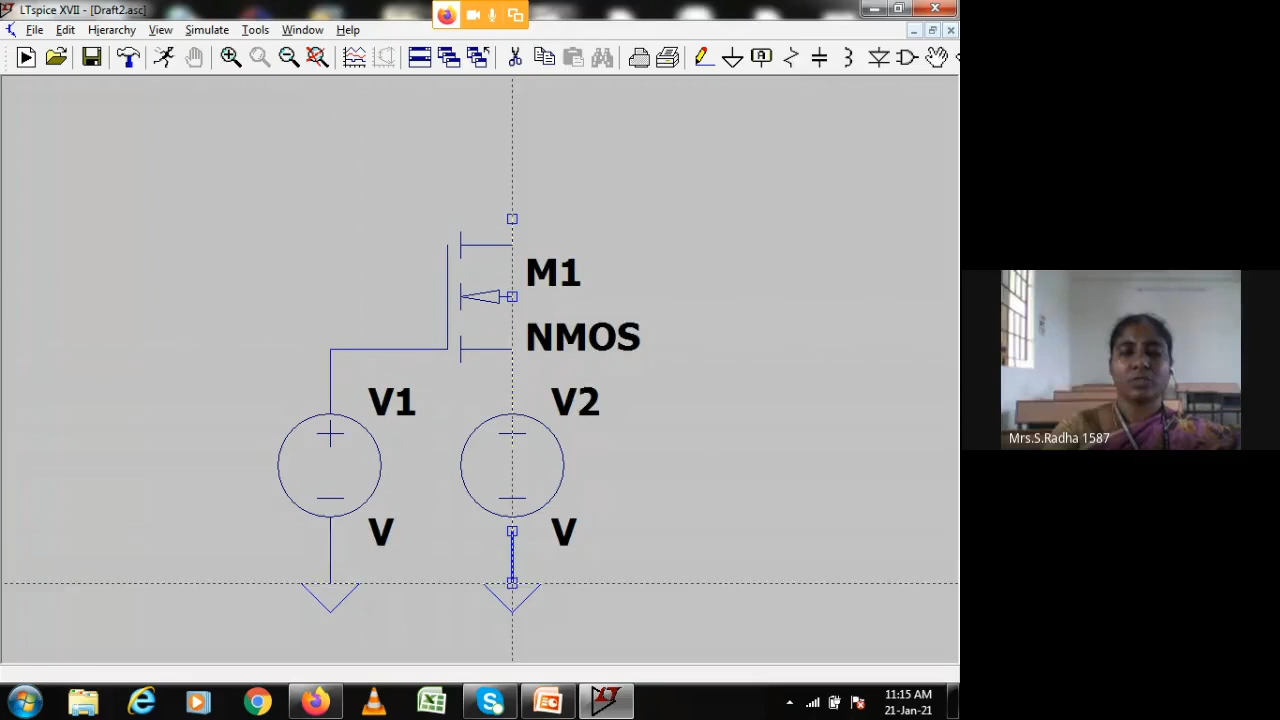 LTspice XVII - [Draft2.asc]
File Edit Hierarchy View Simulate Tools Window Help
M1
NMOS
V1
V2
V
V
Mrs.S.Radha 1587
11:15 AM
21-Jan-21